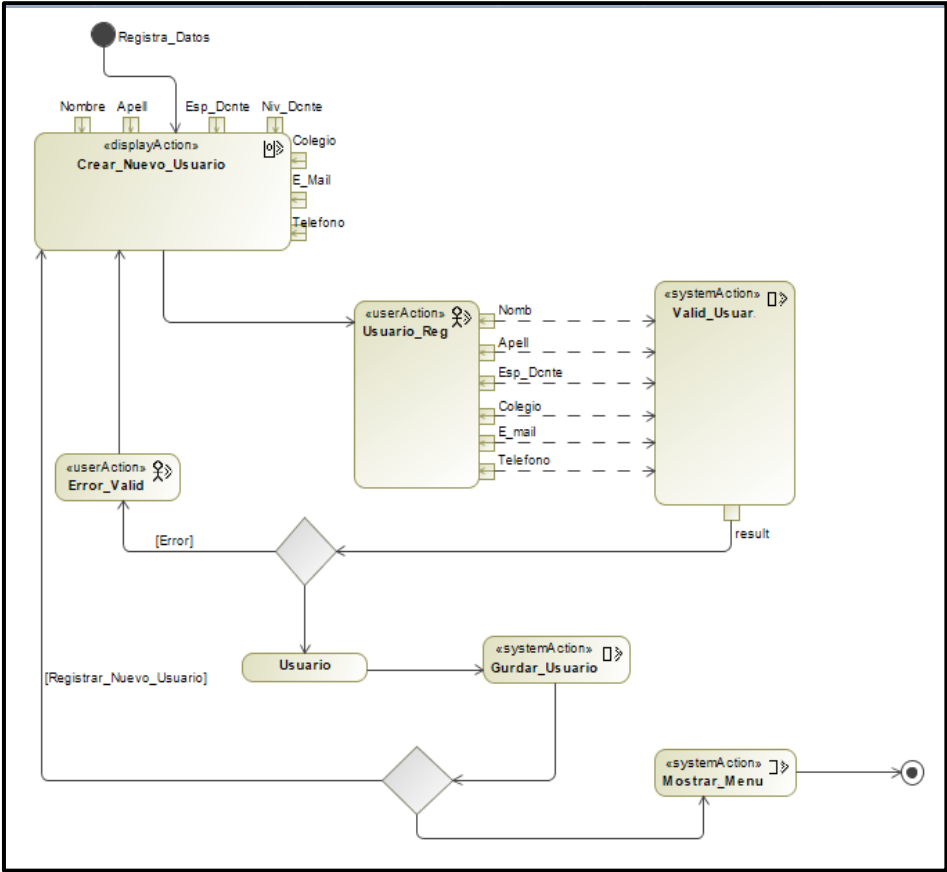 Registra_Datos
Nombre Apell Esp_Dcnte Niv_Dcnte
«displayAction»
Crear_Nuevo_Usuario
Colegio
E_Mail
Telefono
«userAction»
Usuario_Reg
Nomb
Apell
Esp_Dcnte
Colegio
E_mail
Telefono
«systemAction»
Valid_Usuar.
result
«userAction»
Error_Valid
[Error]
Usuario
«systemAction»
Gurdar_Usuario
[Registrar_Nuevo_Usuario]
«systemAction»
Mostrar_Menu